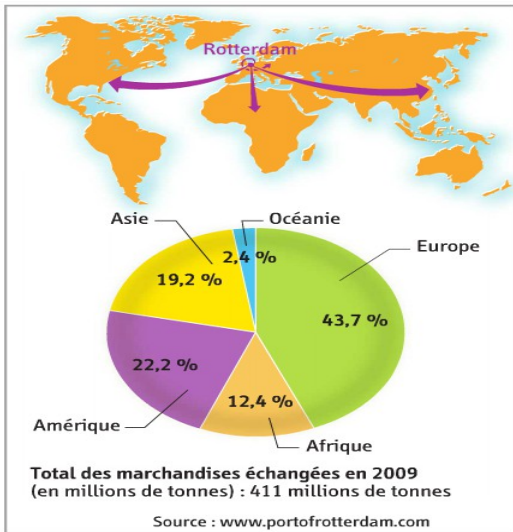 Rotterdam
Asie
Océanie
Europe
2,4 %
19,2 %
43,7 %
22,2 %
12,4 %
Amérique
Afrique
Total des marchandises échangées en 2009
(en millions de tonnes) : 411 millions de tonnes
Source : www.portofrotterdam.com